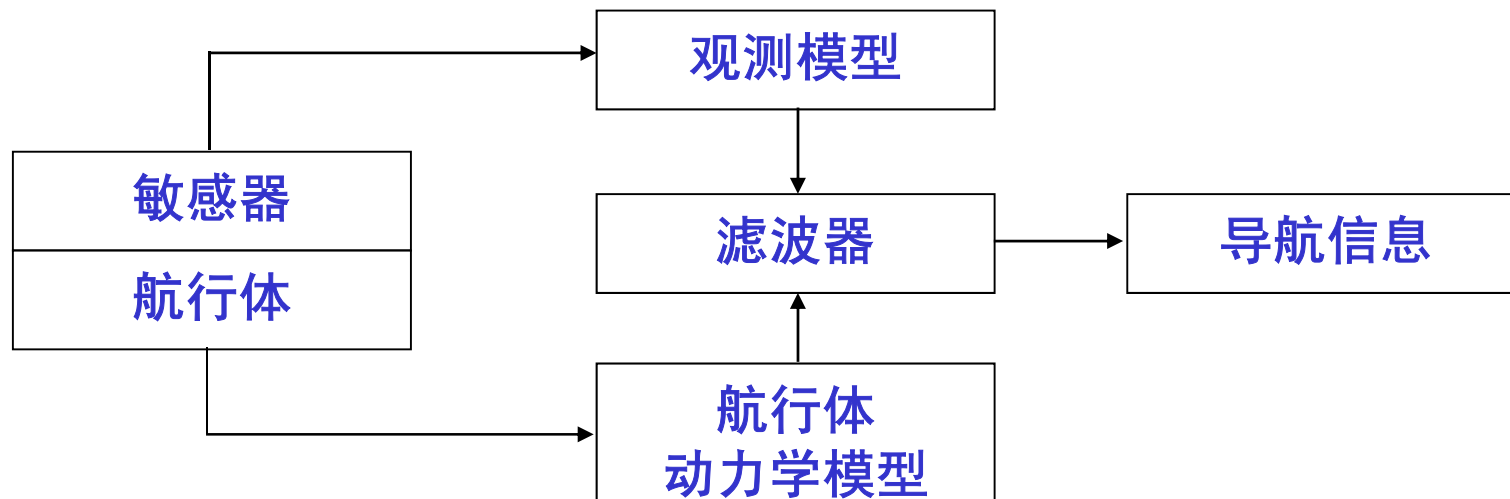 观测模型
敏感器
航行体
滤波器
导航信息
航行体
动力学模型